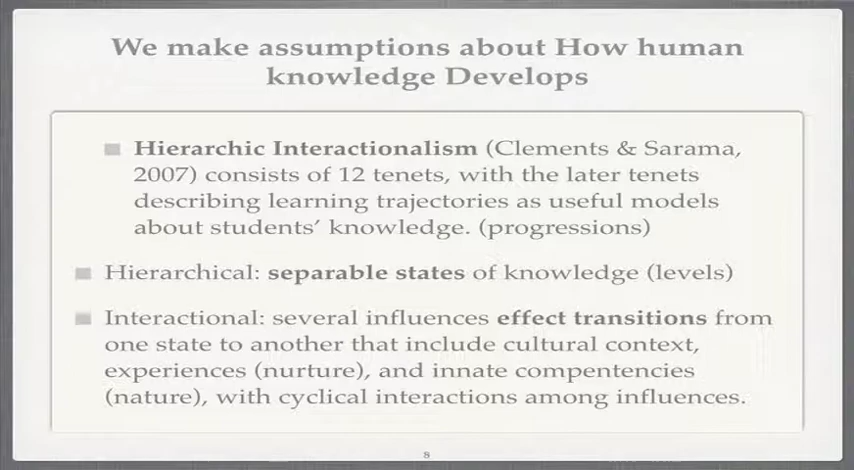 We make assumptions about How human
knowledge Develops
Hierarchic Interactionalism (Clements & Sarama,
2007) consists of 12 tenets, with the later tenets
describing learning trajectories as useful models
about students’ knowledge. (progressions)
Hierarchical: separable states of knowledge (levels)
Interactional: several influences effect transitions from
one state to another that include cultural context,
experiences (nurture), and innate compentencies
(nature), with cyclical interactions among influences.
8